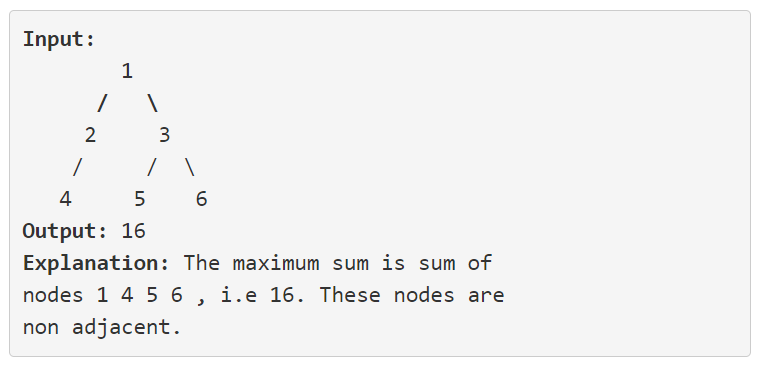 Input:
        1
      /   \
     2     3
    /     /  \
   4     5    6
Output: 16
Explanation: The maximum sum is sum of
nodes 1 4 5 6 , i.e 16. These nodes are
non adjacent.